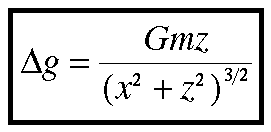 Δg = Gmz / (x² + z²)^3/2